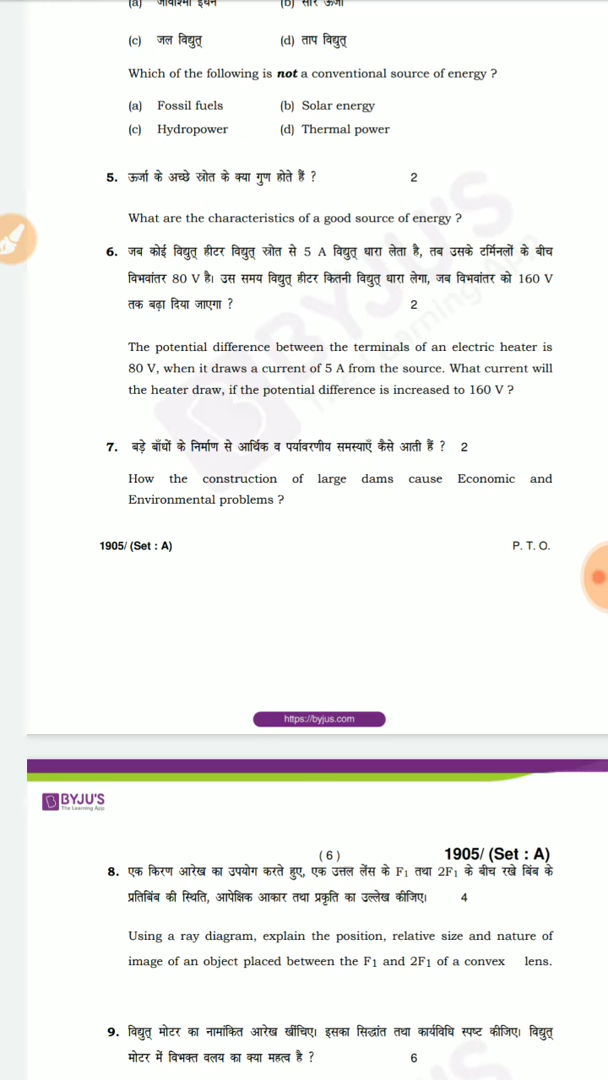 (a) जीवाश्मी ईंधन (b) सौर ऊर्जा
(c) जल विद्युत् (d) ताप विद्युत्
Which of the following is not a conventional source of energy ?
(a) Fossil fuels (b) Solar energy
(c) Hydropower (d) Thermal power
5. ऊर्जा के अच्छे स्रोत के क्या गुण होते हैं ? 2
What are the characteristics of a good source of energy ?
6. जब कोई विद्युत् हीटर विद्युत् स्रोत से 5 A विद्युत् धारा लेता है, तब उसके टर्मिनलों के बीच
विभवांतर 80 V है। उस समय विद्युत् हीटर कितनी विद्युत् धारा लेगा, जब विभवांतर को 160 V
तक बढ़ा दिया जाएगा ? 2
The potential difference between the terminals of an electric heater is
80 V, when it draws a current of 5 A from the source. What current will
the heater draw, if the potential difference is increased to 160 V ?
7. बड़े बाँधों के निर्माण से आर्थिक व पर्यावरणीय समस्याएँ कैसे आती हैं ? 2
How the construction of large dams cause Economic and
Environmental problems ?
1905/ (Set : A) P. T. O.
https://byjus.com
BYJU'S
The Learning App
( 6 ) 1905/ (Set : A)
8. एक किरण आरेख का उपयोग करते हुए, एक उत्तल लेंस के F1 तथा 2F1 के बीच रखे बिंब के
प्रतिबिंब की स्थिति, आपेक्षिक आकार तथा प्रकृति का उल्लेख कीजिए। 4
Using a ray diagram, explain the position, relative size and nature of
image of an object placed between the F1 and 2F1 of a convex lens.
9. विद्युत् मोटर का नामांकित आरेख खींचिए। इसका सिद्धांत तथा कार्यविधि स्पष्ट कीजिए। विद्युत्
मोटर में विभक्त वलय का क्या महत्व है ? 6